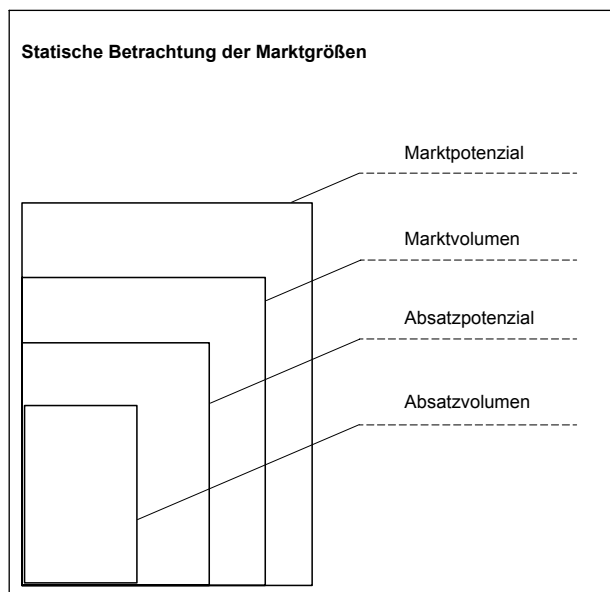 Statische Betrachtung der Marktgrößen
Marktpotenzial
Marktvolumen
Absatzpotenzial
Absatzvolumen